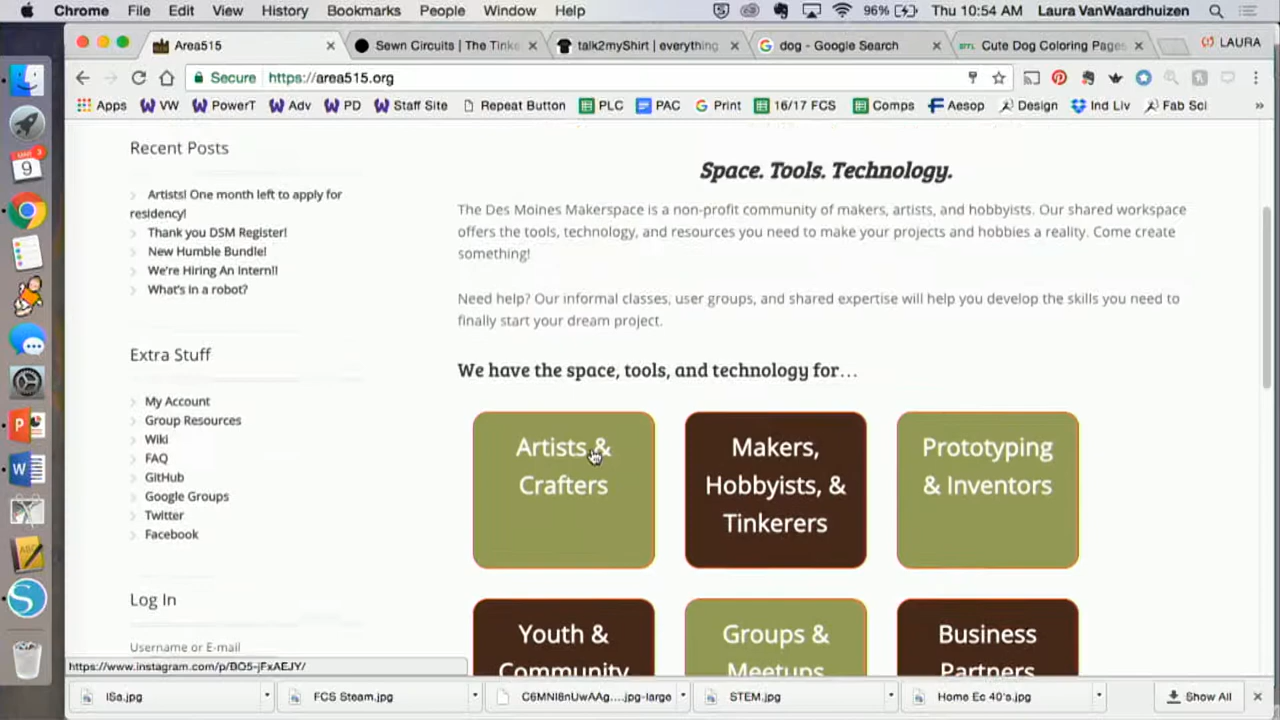 Chrome File Edit View History Bookmarks People Window Help 96% Thu 10:54 AM Laura VanWaardhuizen
Area515 Sewn Circuits | The Tinke talk2myShirt | everything dog - Google Search Cute Dog Coloring Pages LAURA
Secure https://area515.org
Apps VW PowerT Adv PD Staff Site Repeat Button PLC PAC Print 16/17 FCS Comps Aesop Design Ind Liv Fab Sci »
Recent Posts
Artists! One month left to apply for
residency!
Thank you DSM Register!
New Humble Bundle!
We're Hiring An Intern!!
What's in a robot?
Extra Stuff
My Account
Group Resources
Wiki
FAQ
GitHub
Google Groups
Twitter
Facebook
Log In
Username or E-mail
https://www.instagram.com/p/BO5-jFxAEJY/
Space. Tools. Technology.
The Des Moines Makerspace is a non-profit community of makers, artists, and hobbyists. Our shared workspace
offers the tools, technology, and resources you need to make your projects and hobbies a reality. Come create
something!
Need help? Our informal classes, user groups, and shared expertise will help you develop the skills you need to
finally start your dream project.
We have the space, tools, and technology for…
Artists &
Crafters
Makers,
Hobbyists, &
Tinkerers
Prototyping
& Inventors
Youth &
Community
Groups &
Meetups
Business
Partners
9
ISa.jpg FCS Steam.jpg C6MNI8nUwAAg....jpg-large STEM.jpg Home Ec 40's.jpg Show All